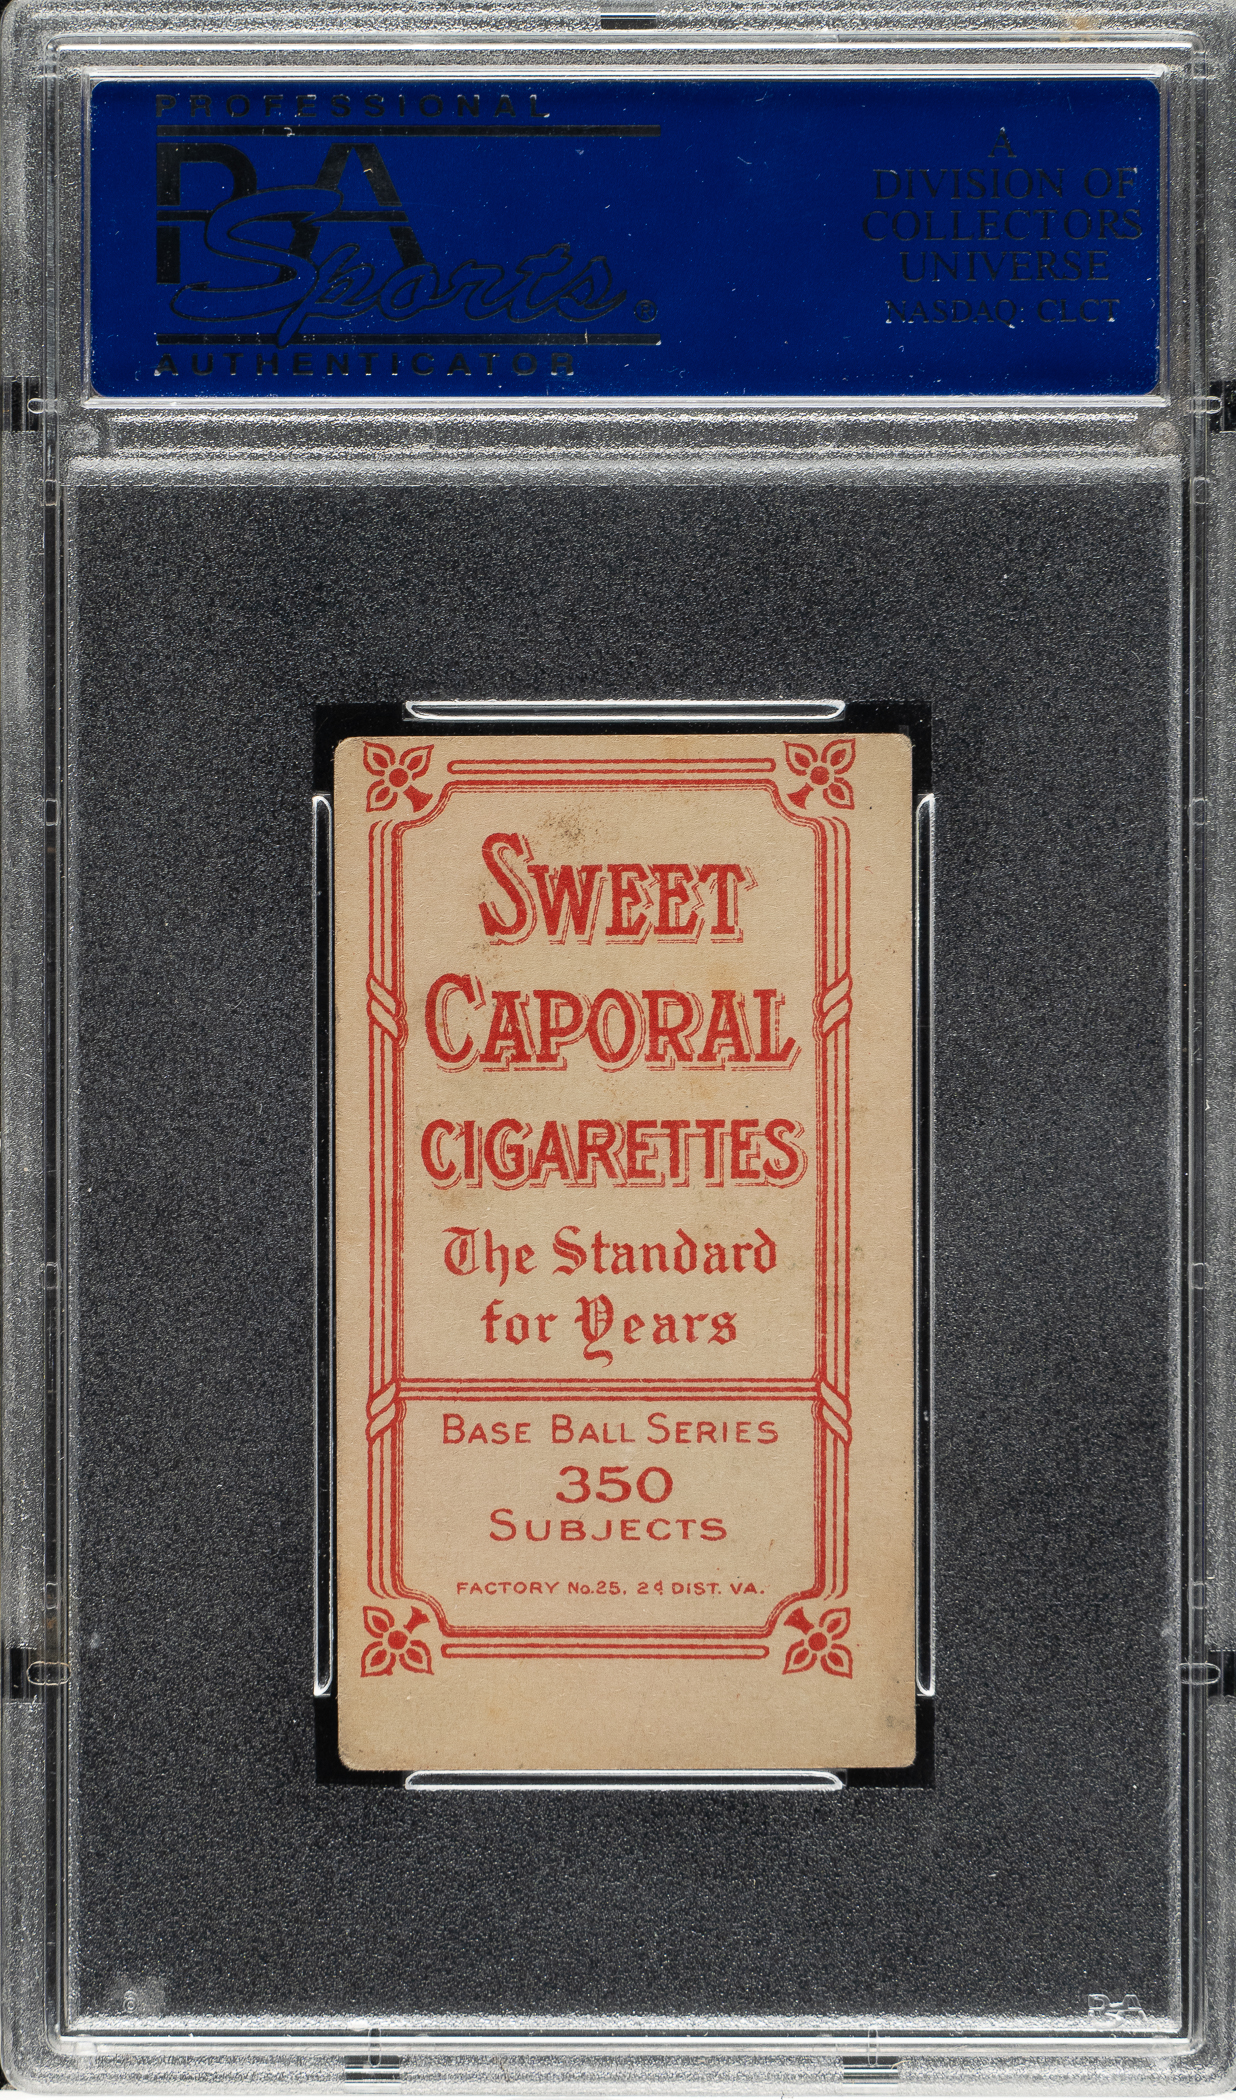 PROFESSIONAL
PSA
Sports®
AUTHENTICATOR
A
DIVISION OF
COLLECTORS
UNIVERSE
NASDAQ: CLCT
SWEET
CAPORAL
CIGARETTES
The Standard
for Years
BASE BALL SERIES
350
SUBJECTS
FACTORY No.25, 2d DIST. VA.
PSA